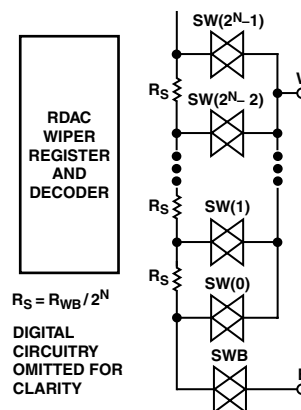 SW(2ᴺ–1)
W
RS
SW(2ᴺ– 2)
RDAC
WIPER
REGISTER
AND
DECODER
RS
SW(1)
RS
SW(0)
RS = RWB/2ᴺ
DIGITAL
CIRCUITRY
OMITTED FOR
CLARITY
SWB